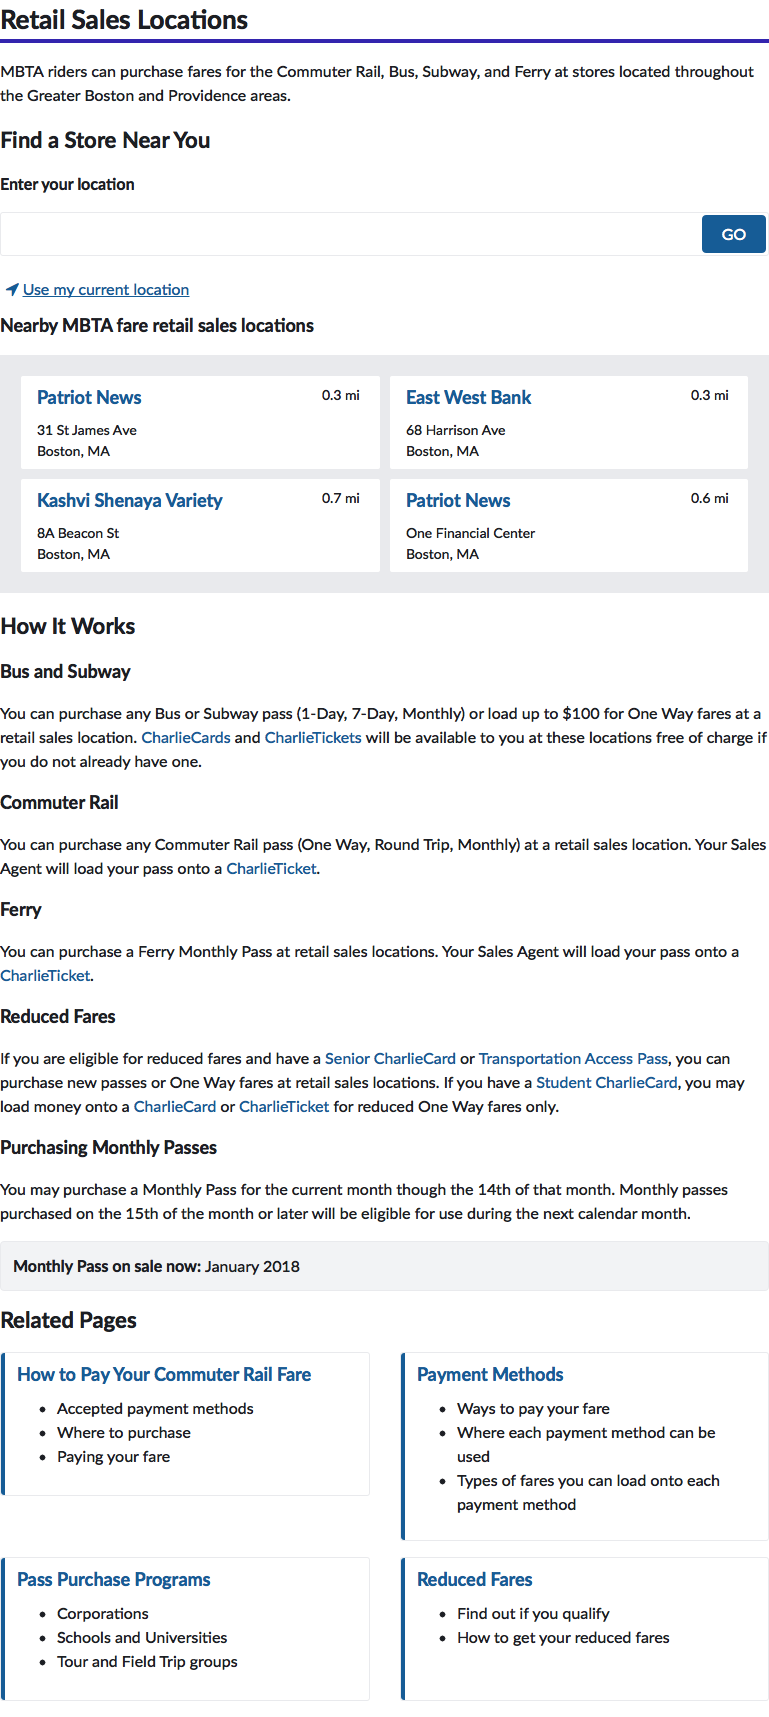 Retail Sales Locations
MBTA riders can purchase fares for the Commuter Rail, Bus, Subway, and Ferry at stores located throughout
the Greater Boston and Providence areas.
Find a Store Near You
Enter your location
GO
Use my current location
Nearby MBTA fare retail sales locations
Patriot News 0.3 mi
31 St James Ave
Boston, MA
East West Bank 0.3 mi
68 Harrison Ave
Boston, MA
Kashvi Shenaya Variety 0.7 mi
8A Beacon St
Boston, MA
Patriot News 0.6 mi
One Financial Center
Boston, MA
How It Works
Bus and Subway
You can purchase any Bus or Subway pass (1-Day, 7-Day, Monthly) or load up to $100 for One Way fares at a
retail sales location. CharlieCards and CharlieTickets will be available to you at these locations free of charge if
you do not already have one.
Commuter Rail
You can purchase any Commuter Rail pass (One Way, Round Trip, Monthly) at a retail sales location. Your Sales
Agent will load your pass onto a CharlieTicket.
Ferry
You can purchase a Ferry Monthly Pass at retail sales locations. Your Sales Agent will load your pass onto a
CharlieTicket.
Reduced Fares
If you are eligible for reduced fares and have a Senior CharlieCard or Transportation Access Pass, you can
purchase new passes or One Way fares at retail sales locations. If you have a Student CharlieCard, you may
load money onto a CharlieCard or CharlieTicket for reduced One Way fares only.
Purchasing Monthly Passes
You may purchase a Monthly Pass for the current month though the 14th of that month. Monthly passes
purchased on the 15th of the month or later will be eligible for use during the next calendar month.
Monthly Pass on sale now: January 2018
Related Pages
How to Pay Your Commuter Rail Fare
• Accepted payment methods
• Where to purchase
• Paying your fare
Payment Methods
• Ways to pay your fare
• Where each payment method can be
used
• Types of fares you can load onto each
payment method
Pass Purchase Programs
• Corporations
• Schools and Universities
• Tour and Field Trip groups
Reduced Fares
• Find out if you qualify
• How to get your reduced fares